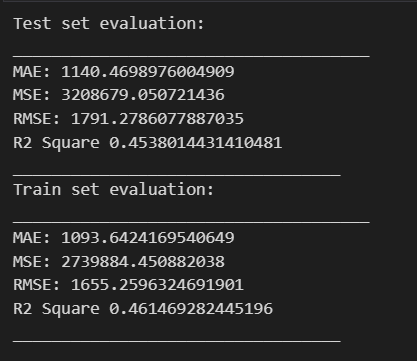 Test set evaluation:
_____________________________________
MAE: 1140.4698976004909
MSE: 3208679.050721436
RMSE: 1791.2786077887035
R2 Square 0.4538014431410481
__________________________________
Train set evaluation:
_____________________________________
MAE: 1093.6424169540649
MSE: 2739884.450882038
RMSE: 1655.2596324691901
R2 Square 0.461469282445196
__________________________________